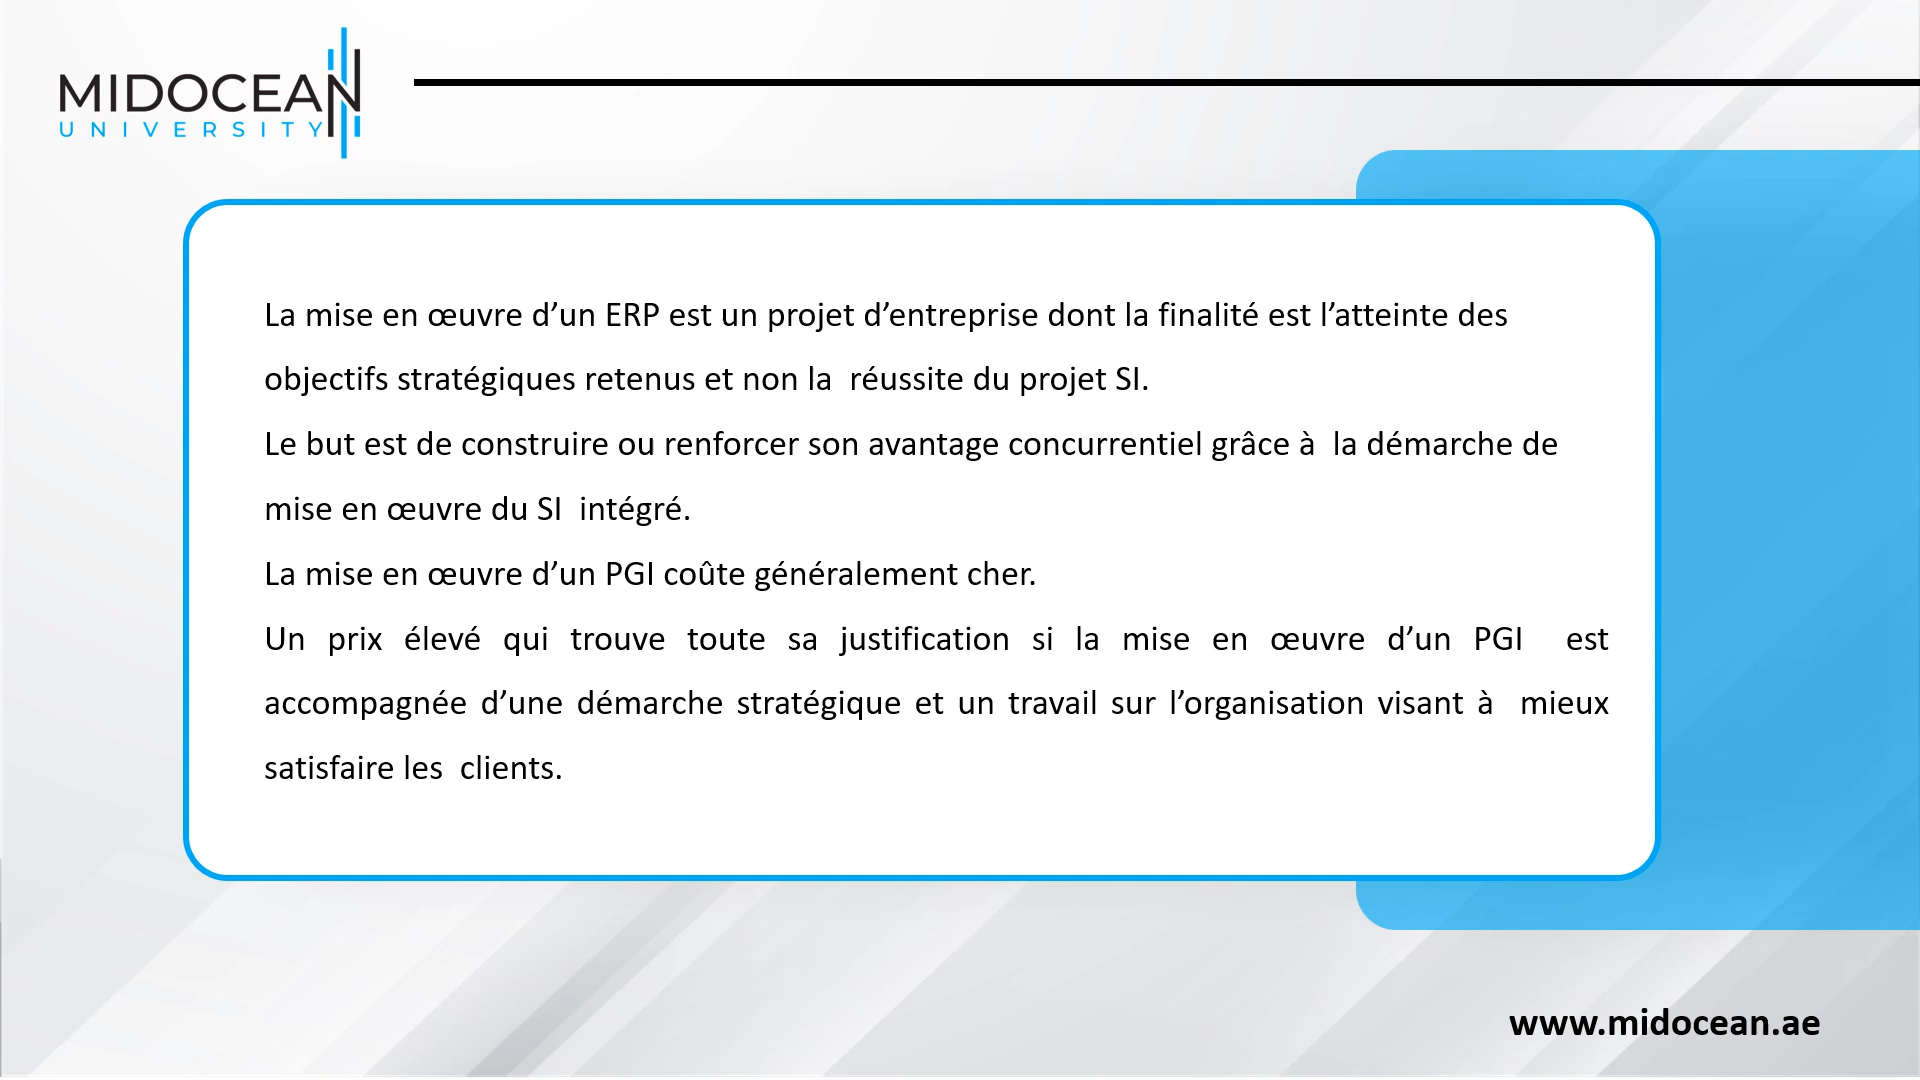 MIDOCEAN
UNIVERSITY
La mise en œuvre d’un ERP est un projet d’entreprise dont la finalité est l’atteinte des
objectifs stratégiques retenus et non la  réussite du projet SI.
Le but est de construire ou renforcer son avantage concurrentiel grâce à  la démarche de
mise en œuvre du SI  intégré.
La mise en œuvre d’un PGI coûte généralement cher.
Un prix élevé qui trouve toute sa justification si la mise en œuvre d’un PGI  est
accompagnée d’une démarche stratégique et un travail sur l’organisation visant à  mieux
satisfaire les  clients.
www.midocean.ae